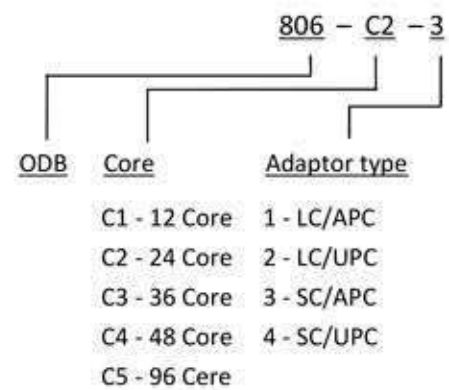 806 – C2 – 3
ODB Core Adaptor type
C1 - 12 Core 1 - LC/APC
C2 - 24 Core 2 - LC/UPC
C3 - 36 Core 3 - SC/APC
C4 - 48 Core 4 - SC/UPC
C5 - 96 Cere